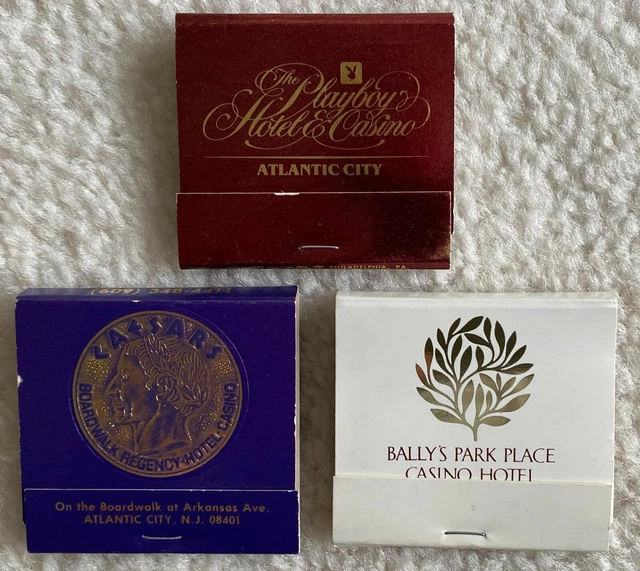 The Playboy
Hotel & Casino
ATLANTIC CITY
PHILADELPHIA, PA.
CAESARS
BOARDWALK REGENCY·HOTEL CASINO
On the Boardwalk at Arkansas Ave.
ATLANTIC CITY, N.J. 08401
BALLY'S PARK PLACE
CASINO HOTEL